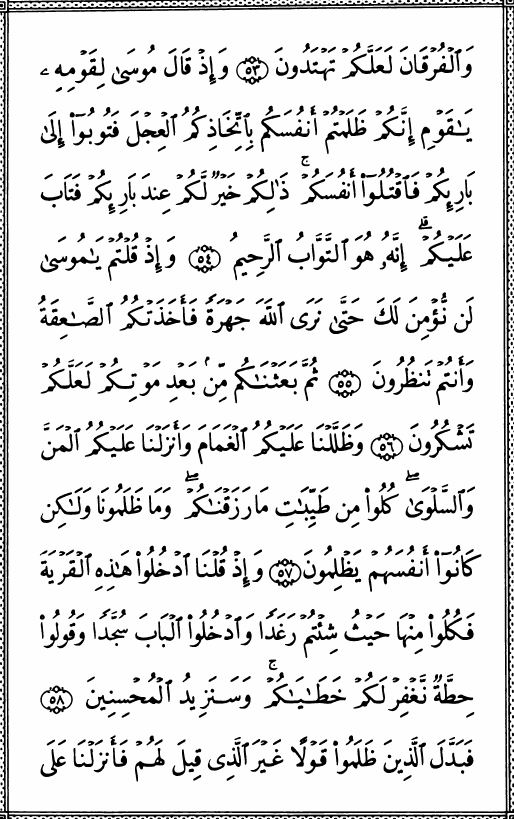 وَٱلْفُرْقَانَ لَعَلَّكُمْ تَهْتَدُونَ ۝٥٣ وَإِذْ قَالَ مُوسَىٰ لِقَوْمِهِۦ
يَـٰقَوْمِ إِنَّكُمْ ظَلَمْتُمْ أَنفُسَكُم بِٱتِّخَاذِكُمُ ٱلْعِجْلَ فَتُوبُوٓا۟ إِلَىٰ
بَارِئِكُمْ فَٱقْتُلُوٓا۟ أَنفُسَكُمْ ۚ ذَٰلِكُمْ خَيْرٌ لَّكُمْ عِندَ بَارِئِكُمْ فَتَابَ
عَلَيْكُمْ ۗ إِنَّهُۥ هُوَ ٱلتَّوَّابُ ٱلرَّحِيمُ ۝٥٤ وَإِذْ قُلْتُمْ يَـٰمُوسَىٰ
لَن نُّؤْمِنَ لَكَ حَتَّىٰ نَرَى ٱللَّهَ جَهْرَةً فَأَخَذَتْكُمُ ٱلصَّـٰعِقَةُ
وَأَنتُمْ تَنظُرُونَ ۝٥٥ ثُمَّ بَعَثْنَـٰكُم مِّنۢ بَعْدِ مَوْتِكُمْ لَعَلَّكُمْ
تَشْكُرُونَ ۝٥٦ وَظَلَّلْنَا عَلَيْكُمُ ٱلْغَمَامَ وَأَنزَلْنَا عَلَيْكُمُ ٱلْمَنَّ
وَٱلسَّلْوَىٰ ۖ كُلُوا۟ مِن طَيِّبَـٰتِ مَا رَزَقْنَـٰكُمْ ۖ وَمَا ظَلَمُونَا وَلَـٰكِن
كَانُوٓا۟ أَنفُسَهُمْ يَظْلِمُونَ ۝٥٧ وَإِذْ قُلْنَا ٱدْخُلُوا۟ هَـٰذِهِ ٱلْقَرْيَةَ
فَكُلُوا۟ مِنْهَا حَيْثُ شِئْتُمْ رَغَدًا وَٱدْخُلُوا۟ ٱلْبَابَ سُجَّدًا وَقُولُوا۟
حِطَّةٌ نَّغْفِرْ لَكُمْ خَطَـٰيَـٰكُمْ ۚ وَسَنَزِيدُ ٱلْمُحْسِنِينَ ۝٥٨
فَبَدَّلَ ٱلَّذِينَ ظَلَمُوا۟ قَوْلًا غَيْرَ ٱلَّذِى قِيلَ لَهُمْ فَأَنزَلْنَا عَلَى